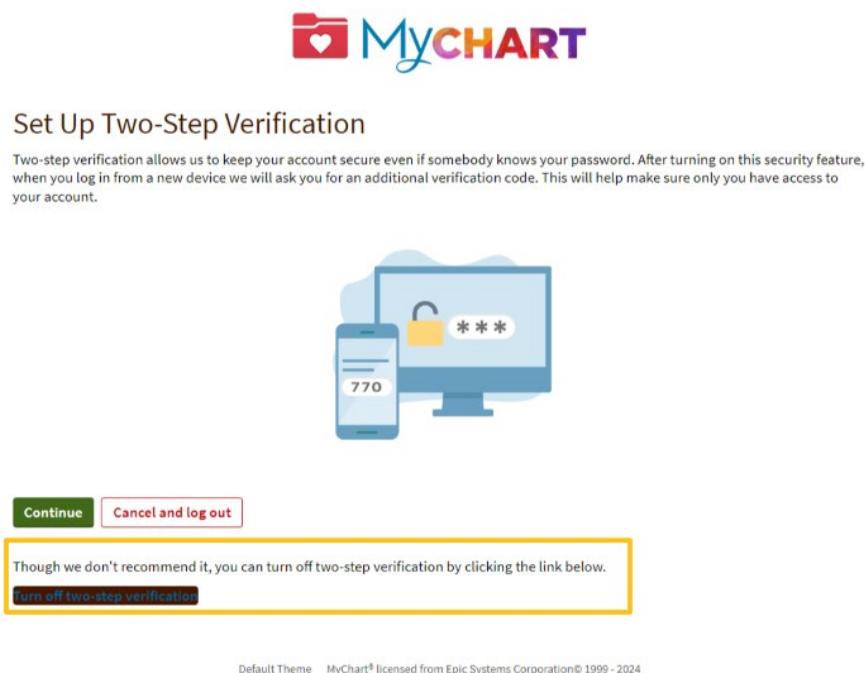 MyCHART
Set Up Two-Step Verification
Two-step verification allows us to keep your account secure even if somebody knows your password. After turning on this security feature,
when you log in from a new device we will ask you for an additional verification code. This will help make sure only you have access to
your account.
***
770
Continue Cancel and log out
Though we don't recommend it, you can turn off two-step verification by clicking the link below.
Turn off two-step verification
Default Theme MyChart® licensed from Epic Systems Corporation© 1999 - 2024